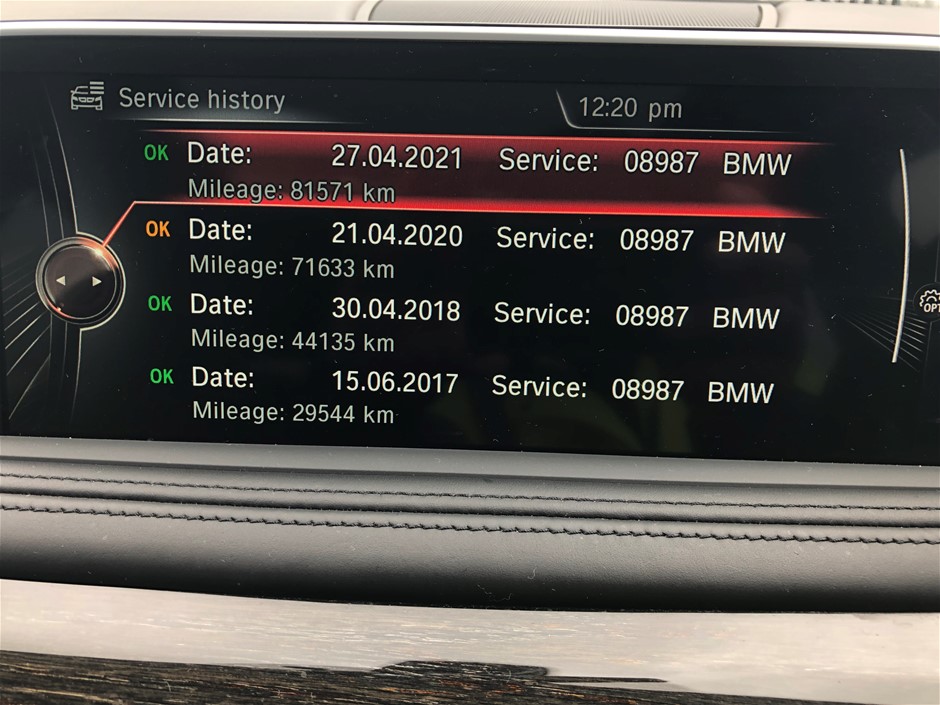 Service history
12:20 pm
OK Date: 27.04.2021 Service: 08987 BMW
Mileage: 81571 km
OK Date: 21.04.2020 Service: 08987 BMW
Mileage: 71633 km
OK Date: 30.04.2018 Service: 08987 BMW
Mileage: 44135 km
OK Date: 15.06.2017 Service: 08987 BMW
Mileage: 29544 km